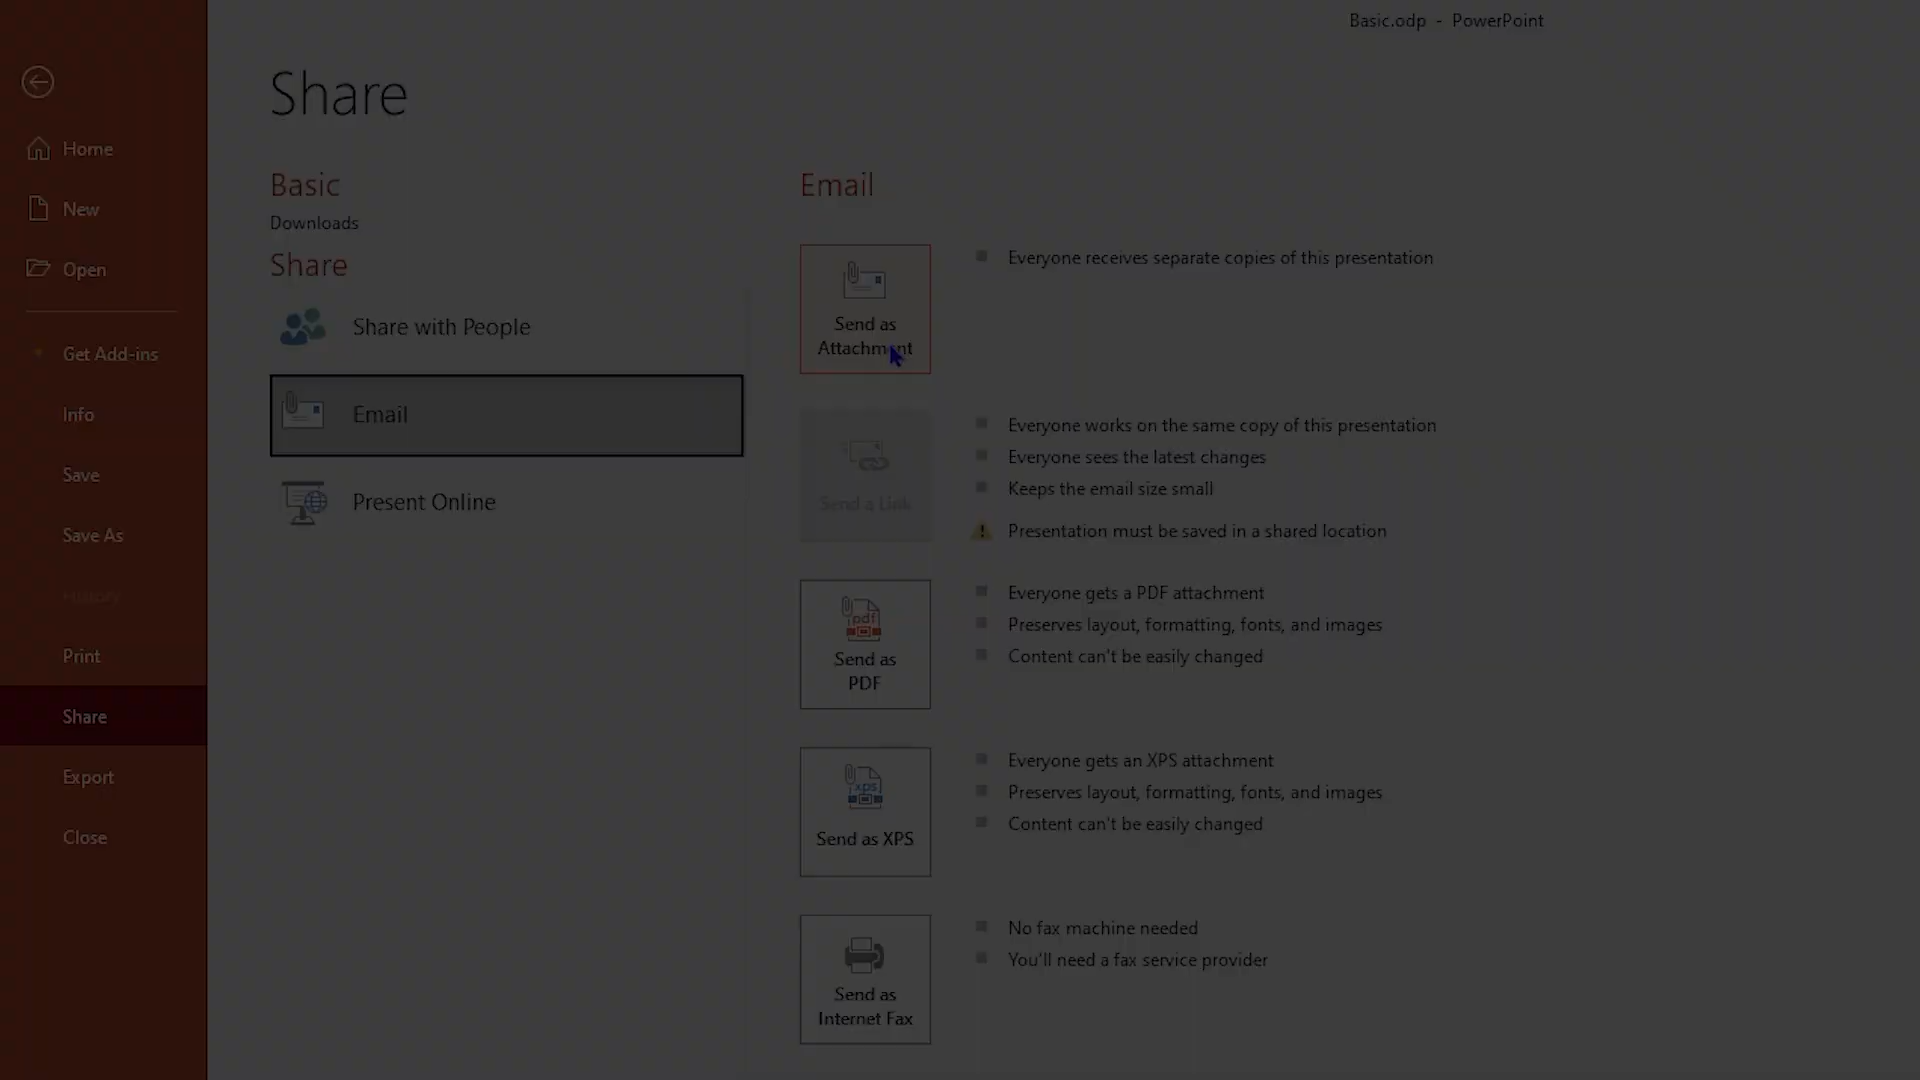 Basic.odp - PowerPoint
Home
New
Open
Get Add-ins
Info
Save
Save As
History
Print
Share
Export
Close
Share
Basic
Downloads
Share
Share with People
Email
Present Online
Email
Send as
Attachment
Everyone receives separate copies of this presentation
Send a Link
Everyone works on the same copy of this presentation
Everyone sees the latest changes
Keeps the email size small
Presentation must be saved in a shared location
pdf
Send as
PDF
Everyone gets a PDF attachment
Preserves layout, formatting, fonts, and images
Content can't be easily changed
xps
Send as XPS
Everyone gets an XPS attachment
Preserves layout, formatting, fonts, and images
Content can't be easily changed
Send as
Internet Fax
No fax machine needed
You'll need a fax service provider